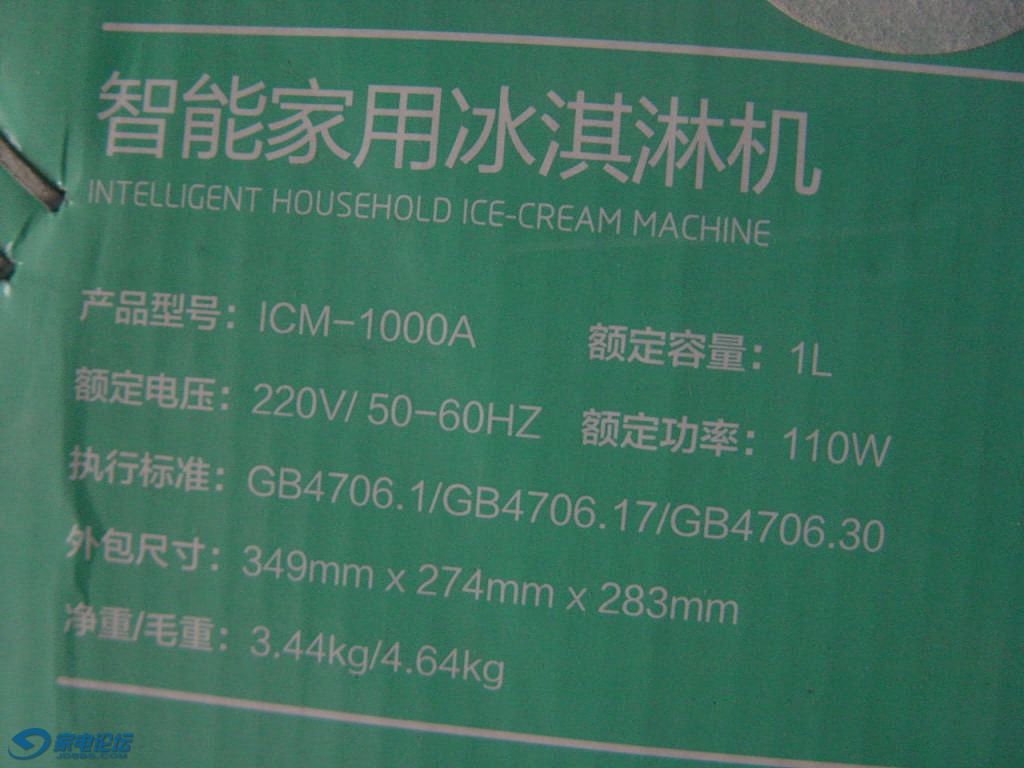 智能家用冰淇淋机
INTELLIGENT HOUSEHOLD ICE-CREAM MACHINE
产品型号：ICM-1000A 额定容量：1L
额定电压：220V/ 50-60HZ 额定功率：110W
执行标准：GB4706.1/GB4706.17/GB4706.30
外包尺寸：349mm x 274mm x 283mm
净重/毛重：3.44kg/4.64kg
家电论坛
JDBBS.COM